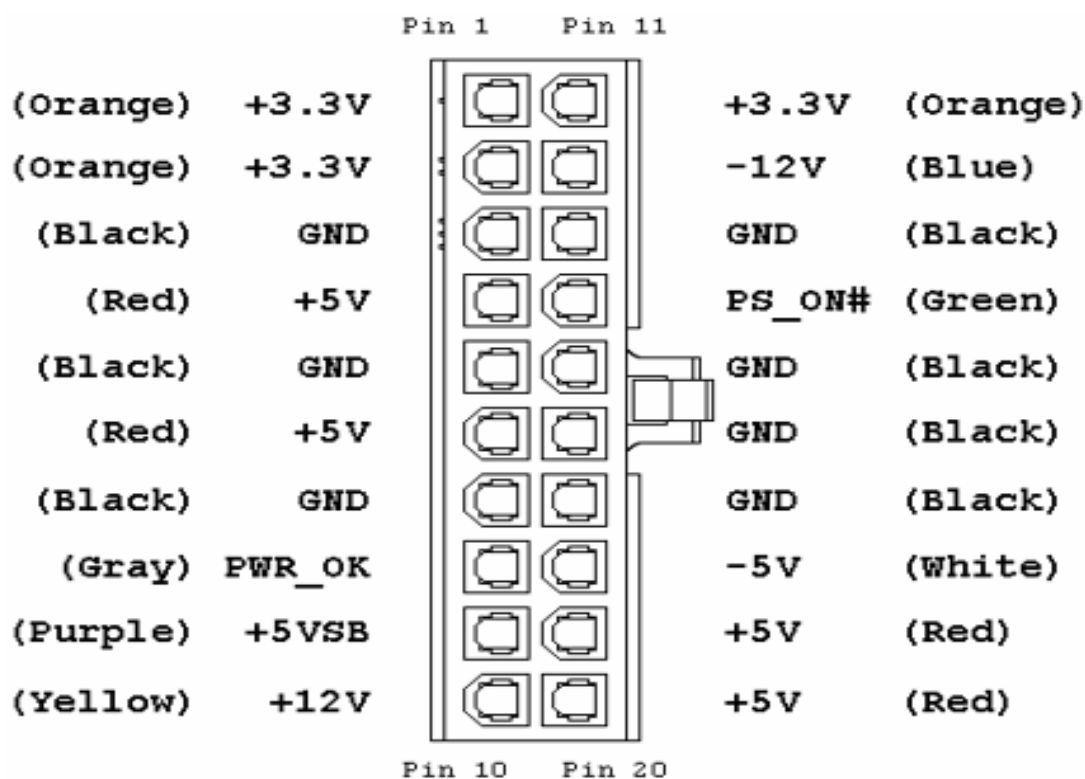 Pin 1 Pin 11
(Orange) +3.3V +3.3V (Orange)
(Orange) +3.3V -12V (Blue)
(Black) GND GND (Black)
(Red) +5V PS_ON# (Green)
(Black) GND GND (Black)
(Red) +5V GND (Black)
(Black) GND GND (Black)
(Gray) PWR_OK -5V (White)
(Purple) +5VSB +5V (Red)
(Yellow) +12V +5V (Red)
Pin 10 Pin 20